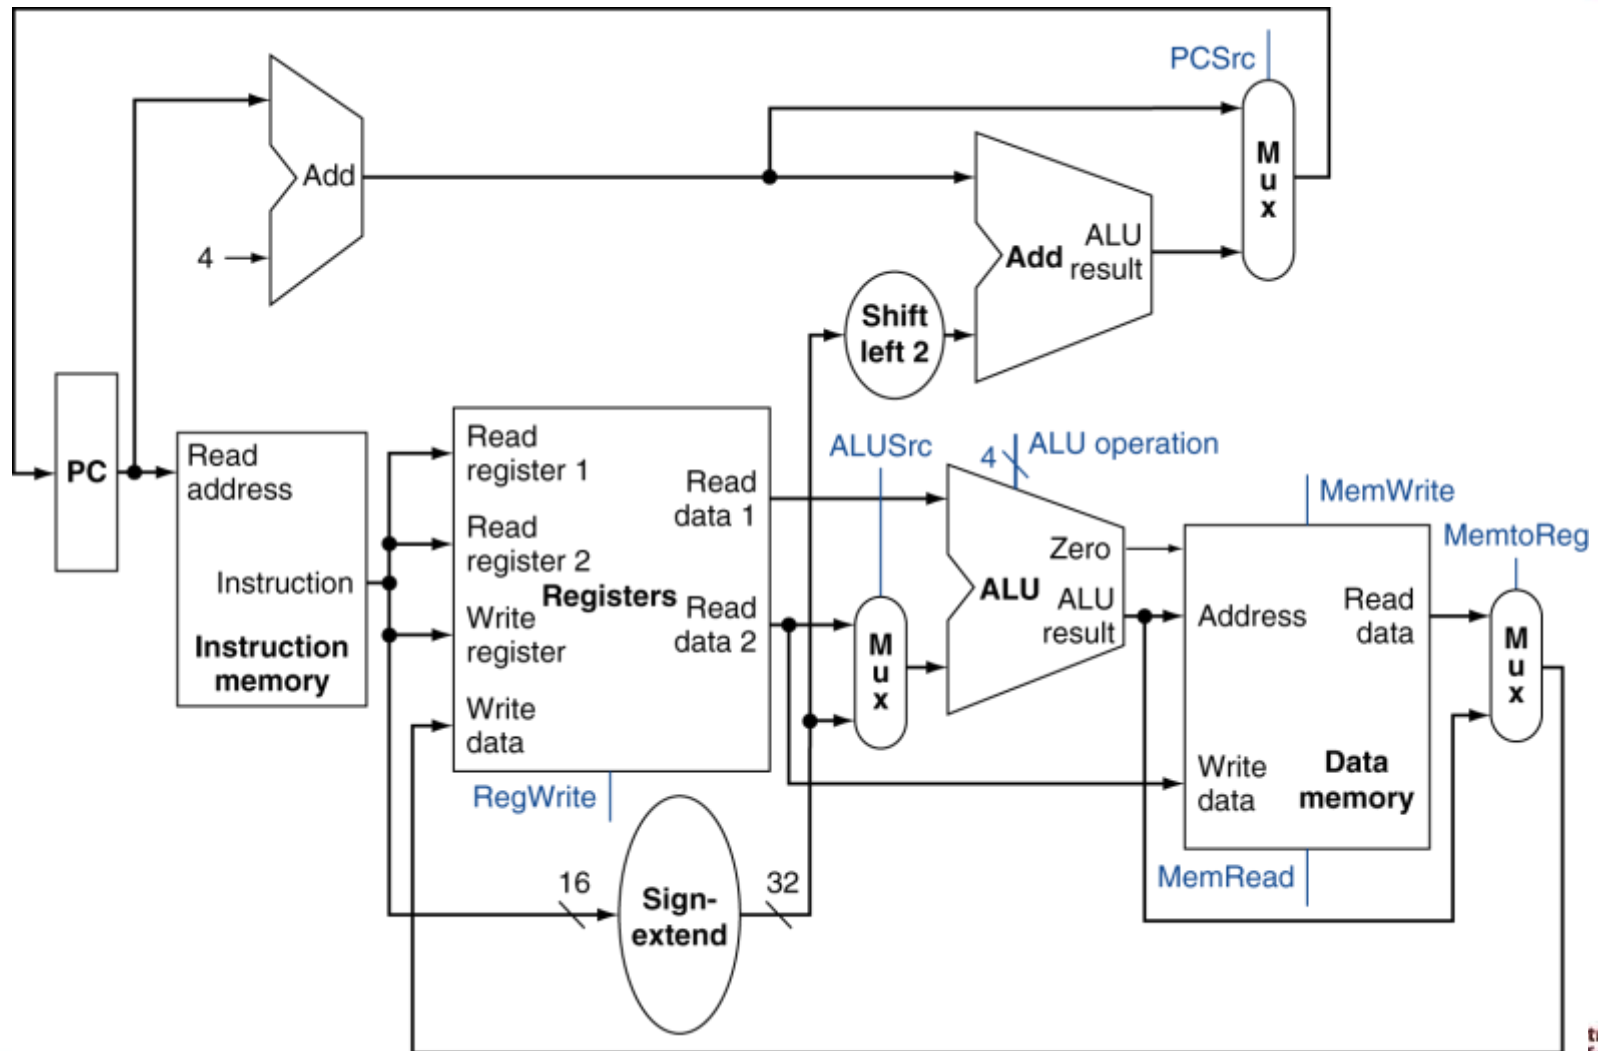 PCSrc
Add
4
M
u
x
Add
ALU
result
Shift
left 2
PC
Read
address
Instruction
Instruction
memory
Read
register 1
Read
register 2
Write
register
Write
data
Registers
Read
data 1
Read
data 2
RegWrite
16
Sign-
extend
32
ALUSrc
M
u
x
4
ALU operation
Zero
ALU
ALU
result
MemWrite
Address
Read
data
Write
data
Data
memory
MemRead
MemtoReg
M
u
x